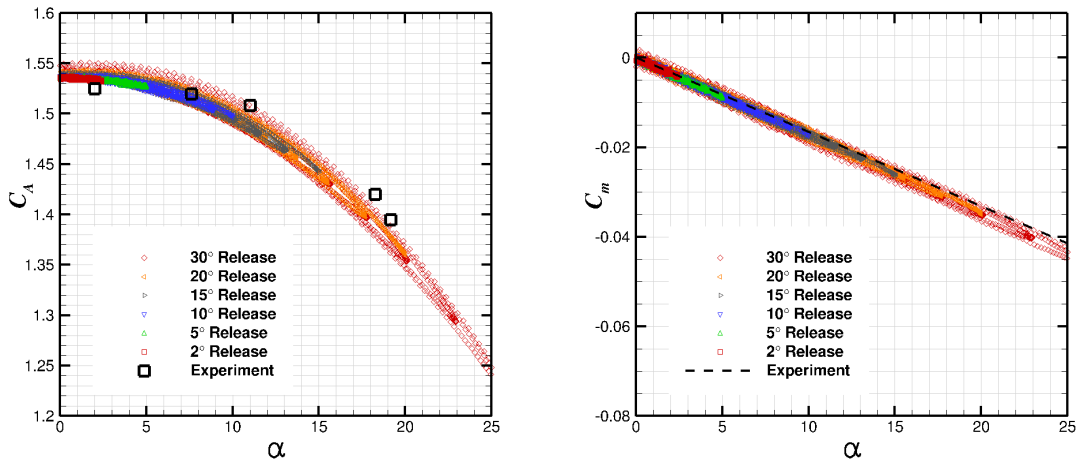 1.6
1.55
1.5
1.45
1.4
1.35
1.3
1.25
1.2
C_A
0 5 10 15 20 25
α
30° Release
20° Release
15° Release
10° Release
5° Release
2° Release
Experiment
0
-0.02
-0.04
-0.06
-0.08
C_m
0 5 10 15 20 25
α
30° Release
20° Release
15° Release
10° Release
5° Release
2° Release
Experiment